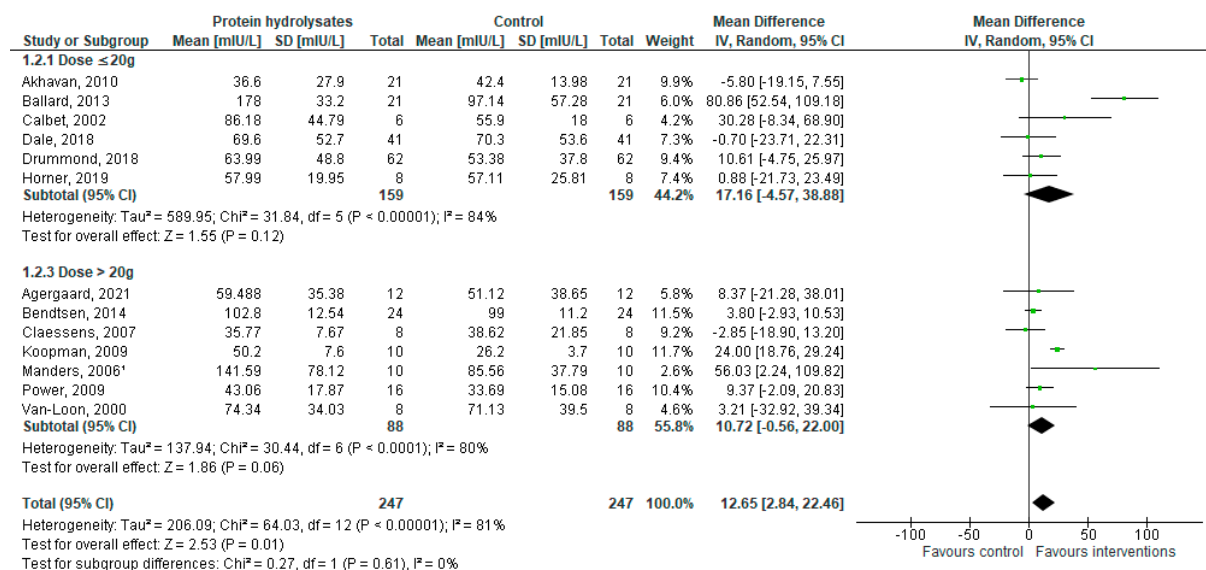 Protein hydrolysates Control Mean Difference Mean Difference
Study or Subgroup Mean [mIU/L] SD [mIU/L] Total Mean [mIU/L] SD [mIU/L] Total Weight IV, Random, 95% CI IV, Random, 95% CI
1.2.1 Dose ≤20g
Akhavan, 2010 36.6 27.9 21 42.4 13.98 21 9.9% -5.80 [-19.15, 7.55]
Ballard, 2013 178 33.2 21 97.14 57.28 21 6.0% 80.86 [52.54, 109.18]
Calbet, 2002 86.18 44.79 6 55.9 18 6 4.2% 30.28 [-8.34, 68.90]
Dale, 2018 69.6 52.7 41 70.3 53.6 41 7.3% -0.70 [-23.71, 22.31]
Drummond, 2018 63.99 48.8 62 53.38 37.8 62 9.4% 10.61 [-4.75, 25.97]
Horner, 2019 57.99 19.95 8 57.11 25.81 8 7.4% 0.88 [-21.73, 23.49]
Subtotal (95% CI) 159 159 44.2% 17.16 [-4.57, 38.88]
Heterogeneity: Tau² = 589.95; Chi² = 31.84, df = 5 (P < 0.00001); I² = 84%
Test for overall effect: Z = 1.55 (P = 0.12)
1.2.3 Dose > 20g
Agergaard, 2021 59.488 35.38 12 51.12 38.65 12 5.8% 8.37 [-21.28, 38.01]
Bendtsen, 2014 102.8 12.54 24 99 11.2 24 11.5% 3.80 [-2.93, 10.53]
Claessens, 2007 35.77 7.67 8 38.62 21.85 8 9.2% -2.85 [-18.90, 13.20]
Koopman, 2009 50.2 7.6 10 26.2 3.7 10 11.7% 24.00 [18.76, 29.24]
Manders, 2006¹ 141.59 78.12 10 85.56 37.79 10 2.6% 56.03 [2.24, 109.82]
Power, 2009 43.06 17.87 16 33.69 15.08 16 10.4% 9.37 [-2.09, 20.83]
Van-Loon, 2000 74.34 34.03 8 71.13 39.5 8 4.6% 3.21 [-32.92, 39.34]
Subtotal (95% CI) 88 88 55.8% 10.72 [-0.56, 22.00]
Heterogeneity: Tau² = 137.94; Chi² = 30.44, df = 6 (P < 0.0001); I² = 80%
Test for overall effect: Z = 1.86 (P = 0.06)
Total (95% CI) 247 247 100.0% 12.65 [2.84, 22.46]
Heterogeneity: Tau² = 206.09; Chi² = 64.03, df = 12 (P < 0.00001); I² = 81%
Test for overall effect: Z = 2.53 (P = 0.01)
Test for subgroup differences: Chi² = 0.27, df = 1 (P = 0.61), I² = 0%
-100 -50 0 50 100
Favours control Favours interventions